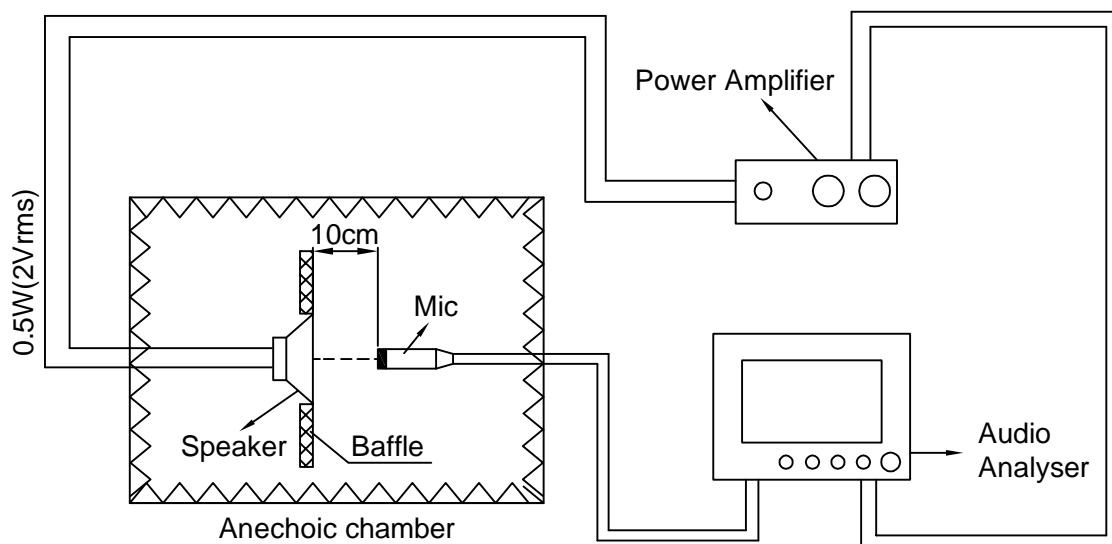 Power Amplifier
0.5W(2Vrms)
10cm
Mic
Speaker
Baffle
Audio
Analyser
Anechoic chamber